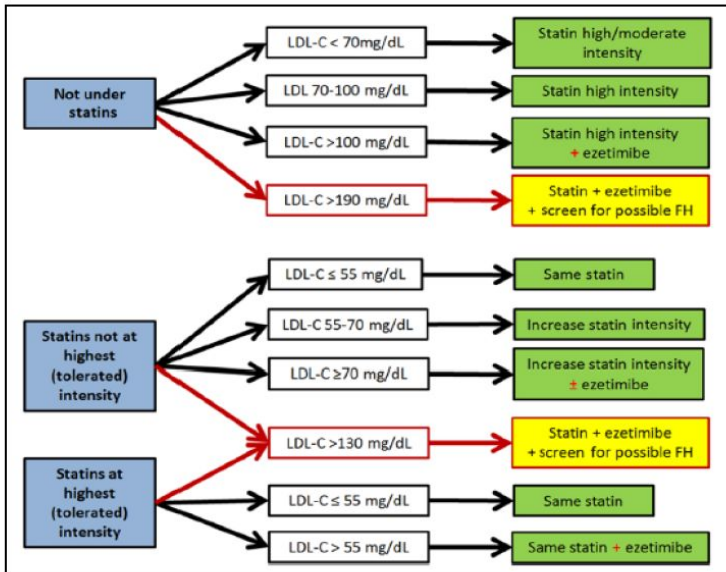 Not under
statins
LDL-C < 70mg/dL
Statin high/moderate
intensity
LDL 70-100 mg/dL
Statin high intensity
LDL-C >100 mg/dL
Statin high intensity
+ ezetimibe
LDL-C >190 mg/dL
Statin + ezetimibe
+ screen for possible FH
Statins not at
highest
(tolerated)
intensity
LDL-C ≤ 55 mg/dL
Same statin
LDL-C 55-70 mg/dL
Increase statin intensity
LDL-C ≥70 mg/dL
Increase statin intensity
± ezetimibe
LDL-C >130 mg/dL
Statin + ezetimibe
+ screen for possible FH
Statins at
highest
(tolerated)
intensity
LDL-C ≤ 55 mg/dL
Same statin
LDL-C > 55 mg/dL
Same statin + ezetimibe